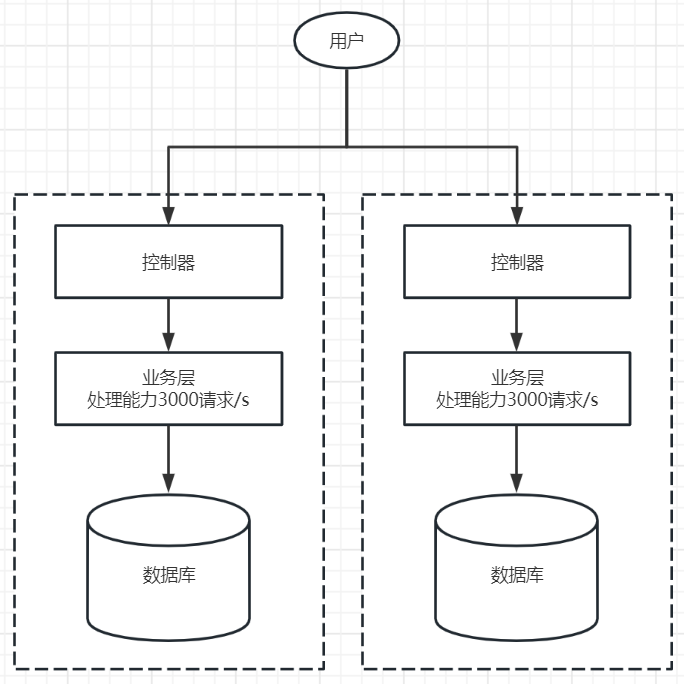 用户
控制器
控制器
业务层
处理能力3000请求/s
业务层
处理能力3000请求/s
数据库
数据库